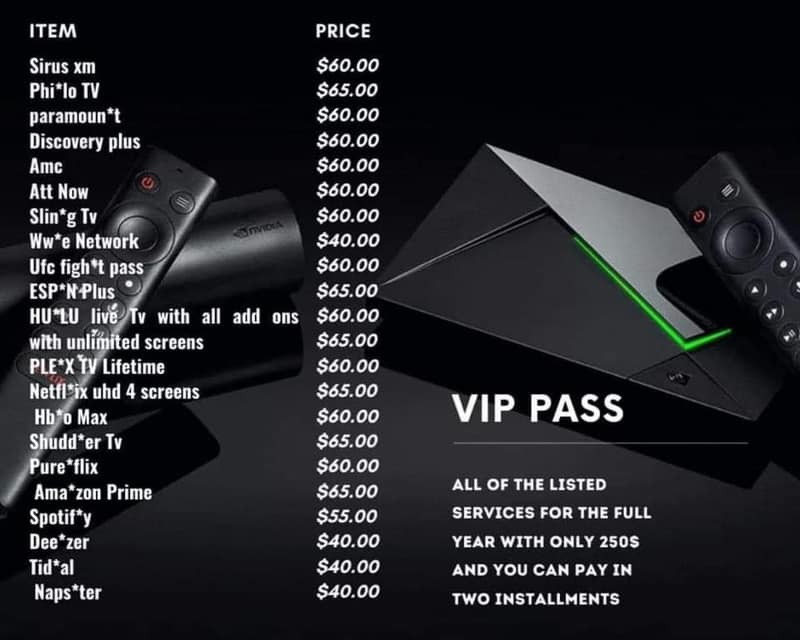 ITEM PRICE
Sirus xm $60.00
Phi*lo TV $65.00
paramoun*t $60.00
Discovery plus $60.00
Amc $60.00
Att Now $60.00
Slin*g Tv $60.00
Ww*e Network $40.00
Ufc figh*t pass $60.00
ESP*N Plus $65.00
HU*LU live Tv with all add ons $60.00
with unlimited screens $65.00
PLE*X TV Lifetime $60.00
Netfl*ix uhd 4 screens $65.00
Hb*o Max $60.00
Shudd*er Tv $65.00
Pure*flix $60.00
Ama*zon Prime $65.00
Spotif*y $55.00
Dee*zer $40.00
Tid*al $40.00
Naps*ter $40.00
NVIDIA
VIP PASS
ALL OF THE LISTED
SERVICES FOR THE FULL
YEAR WITH ONLY 250$
AND YOU CAN PAY IN
TWO INSTALLMENTS